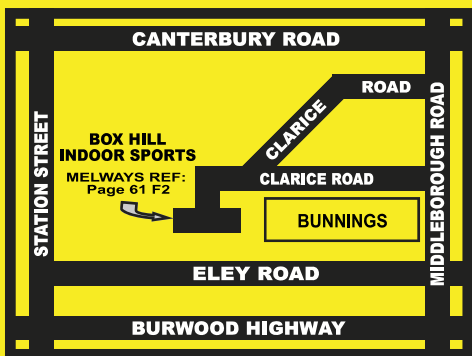 CANTERBURY ROAD
ROAD
CLARICE
BOX HILL
INDOOR SPORTS
MELWAYS REF:
Page 61 F2
CLARICE ROAD
STATION STREET
MIDDLEBOROUGH ROAD
BUNNINGS
ELEY ROAD
BURWOOD HIGHWAY